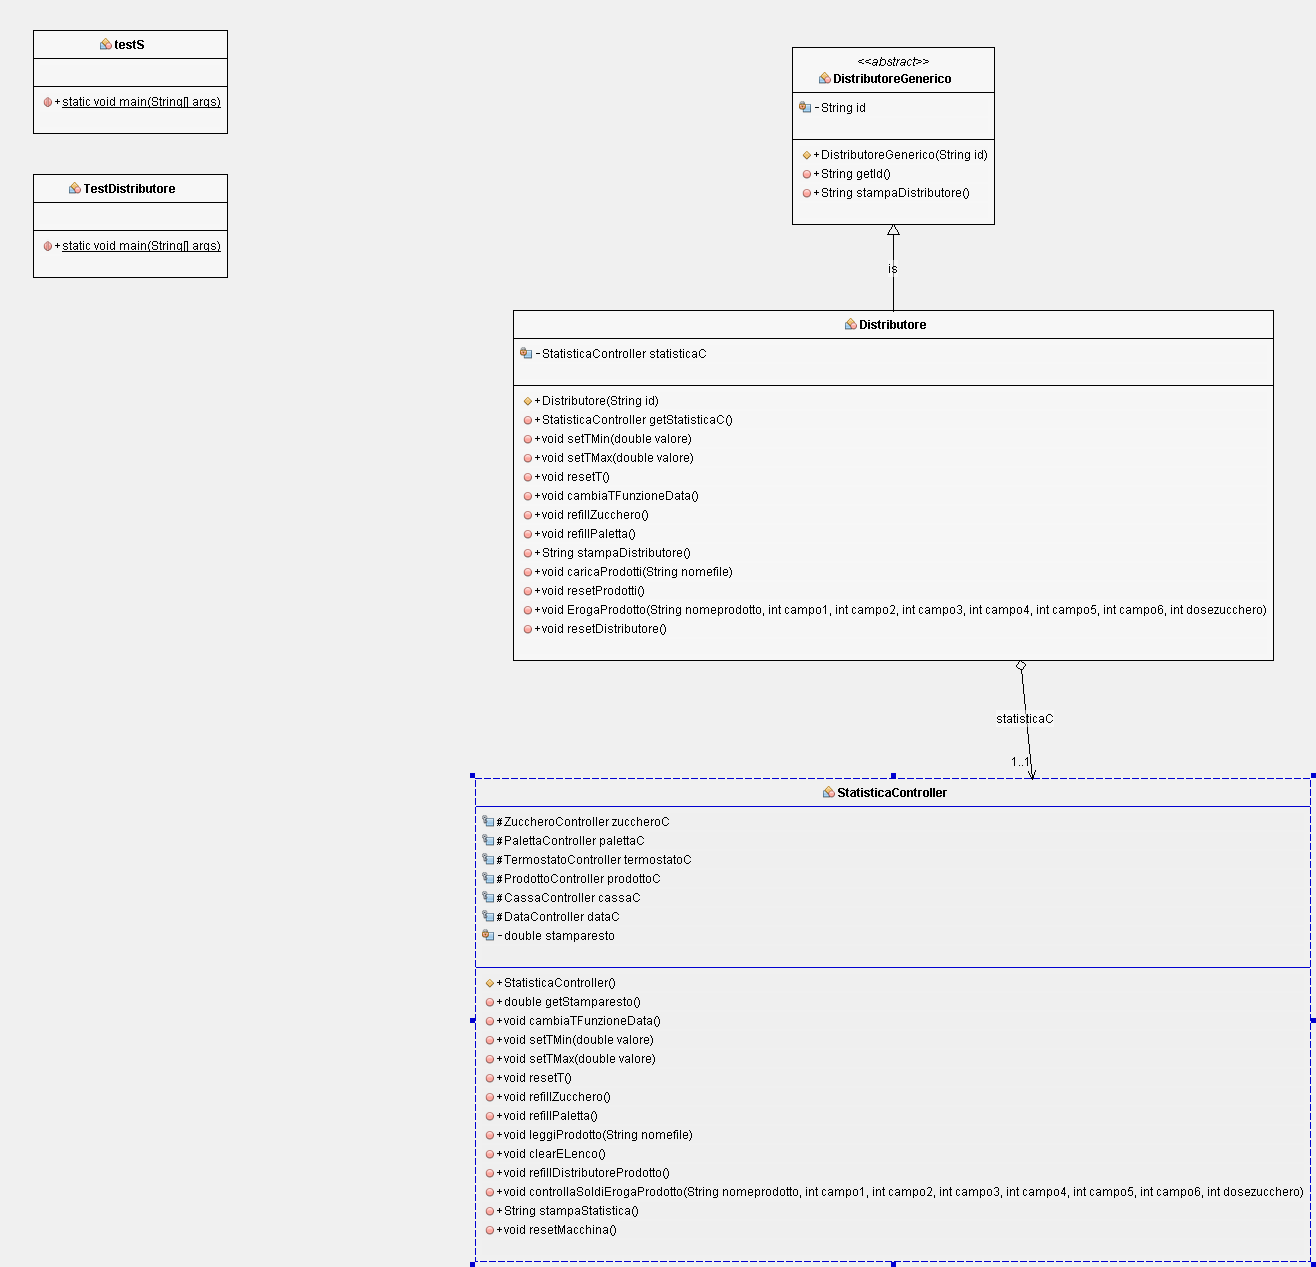 testS
+static void main(String[] args)
TestDistributore
+static void main(String[] args)
<<abstract>>
DistributoreGenerico
-String id
+DistributoreGenerico(String id)
+String getId()
+String stampaDistributore()
is
Distributore
-StatisticaController statisticaC
+Distributore(String id)
+StatisticaController getStatisticaC()
+void setTMin(double valore)
+void setTMax(double valore)
+void resetT()
+void cambiaTFunzioneData()
+void refillZucchero()
+void refillPaletta()
+String stampaDistributore()
+void caricaProdotti(String nomefile)
+void resetProdotti()
+void ErogaProdotto(String nomeprodotto, int campo1, int campo2, int campo3, int campo4, int campo5, int campo6, int dosezucchero)
+void resetDistributore()
statisticaC
1..1
StatisticaController
#ZuccheroController zuccheroC
#PalettaController palettaC
#TermostatoController termostatoC
#ProdottoController prodottoC
#CassaController cassaC
#DataController dataC
-double stamparesto
+StatisticaController()
+double getStamparesto()
+void cambiaTFunzioneData()
+void setTMin(double valore)
+void setTMax(double valore)
+void resetT()
+void refillZucchero()
+void refillPaletta()
+void leggiProdotto(String nomefile)
+void clearELenco()
+void refillDistributoreProdotto()
+void controllaSoldiErogaProdotto(String nomeprodotto, int campo1, int campo2, int campo3, int campo4, int campo5, int campo6, int dosezucchero)
+String stampaStatistica()
+void resetMacchina()